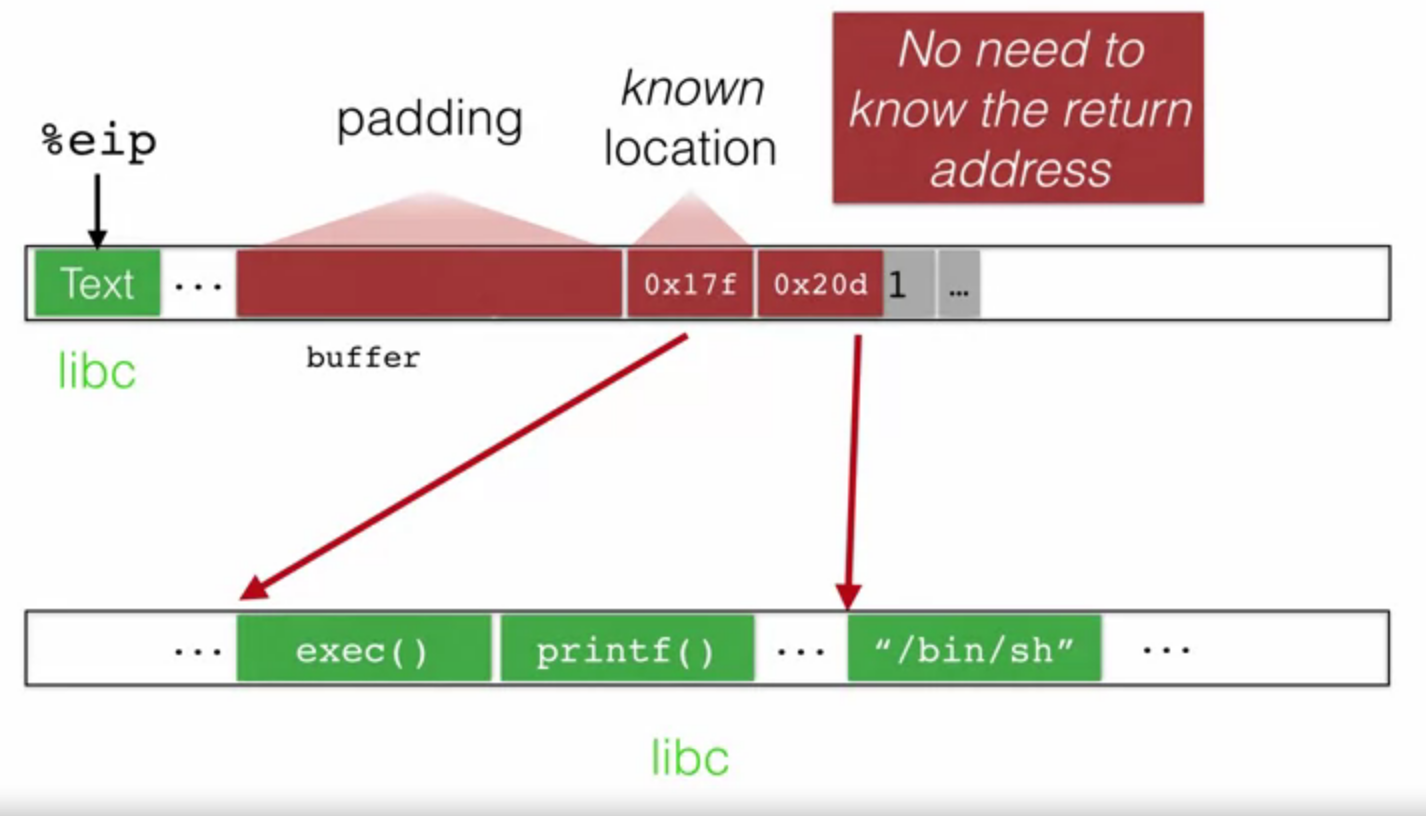 %eip
padding
known
location
No need to
know the return
address
Text ... 0x17f 0x20d 1 ...
libc
buffer
... exec() printf() ... “/bin/sh” ...
libc